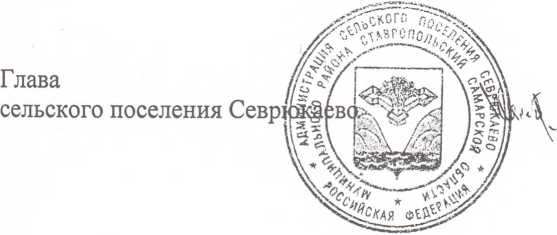 Глава
сельского поселения Севрюкаево
АДМИНИСТРАЦИЯ СЕЛЬСКОГО ПОСЕЛЕНИЯ СЕВРЮКАЕВО
МУНИЦИПАЛЬНОГО РАЙОНА СТАВРОПОЛЬСКИЙ САМАРСКОЙ ОБЛАСТИ
* РОССИЙСКАЯ ФЕДЕРАЦИЯ *